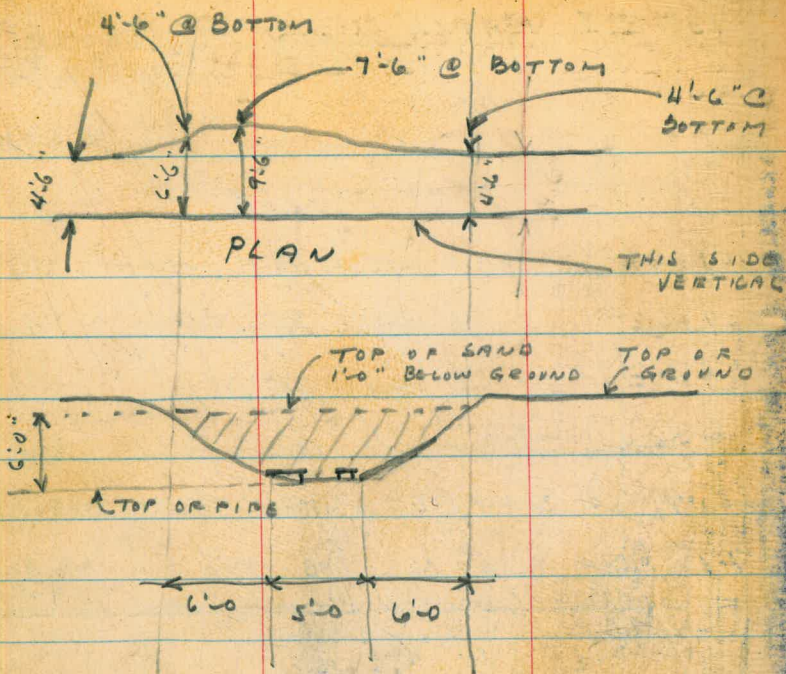 4'-6" @ BOTTOM
7'-6" @ BOTTOM
4'-6" @
BOTTOM
4'-6"
6'-6"
9'-6"
4'-6"
PLAN
THIS SIDE
VERTICAL
TOP OF SAND
1'-0" BELOW GROUND
TOP OF
GROUND
6'-0"
TOP OF PIPE
6'-0
5'-0
6'-0